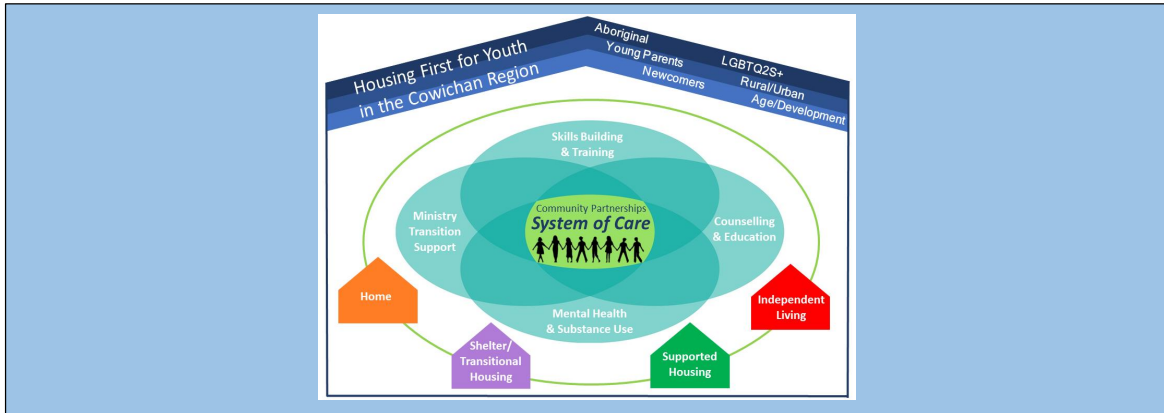 Housing First for Youth
in the Cowichan Region
Aboriginal
Young Parents
Newcomers
LGBTQ2S+
Rural/Urban
Age/Development
Skills Building
& Training
Ministry
Transition
Support
Community Partnerships
System of Care
Counselling
& Education
Mental Health
& Substance Use
Home
Shelter/
Transitional
Housing
Supported
Housing
Independent
Living